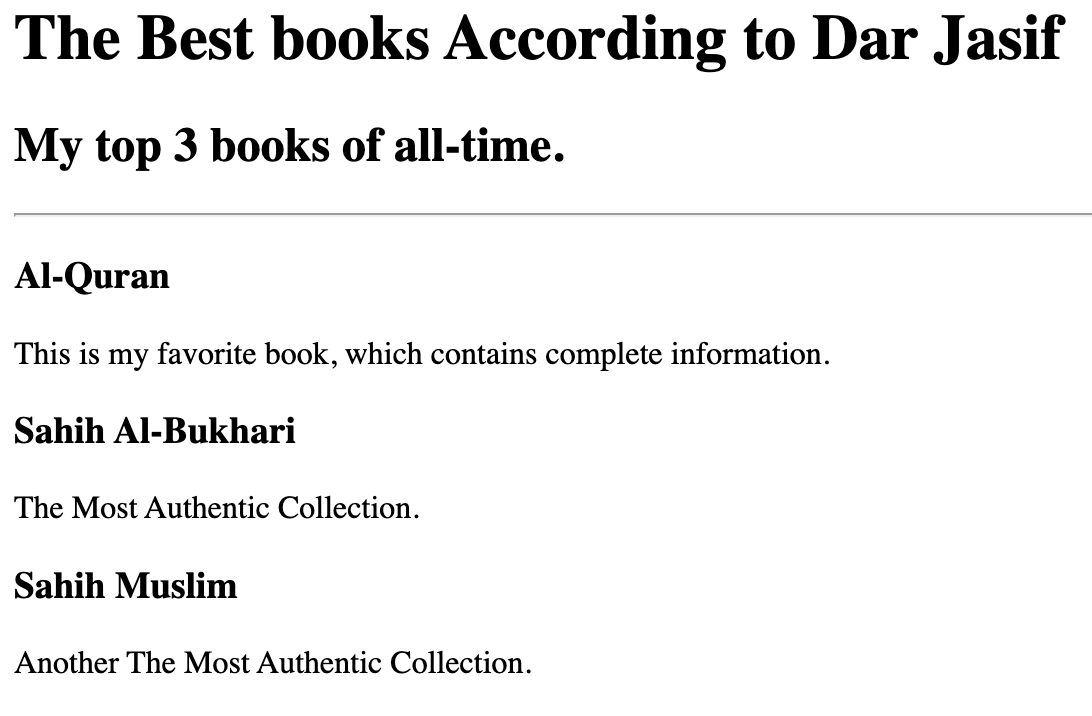 The Best books According to Dar Jasif
My top 3 books of all-time.
Al-Quran
This is my favorite book, which contains complete information.
Sahih Al-Bukhari
The Most Authentic Collection.
Sahih Muslim
Another The Most Authentic Collection.